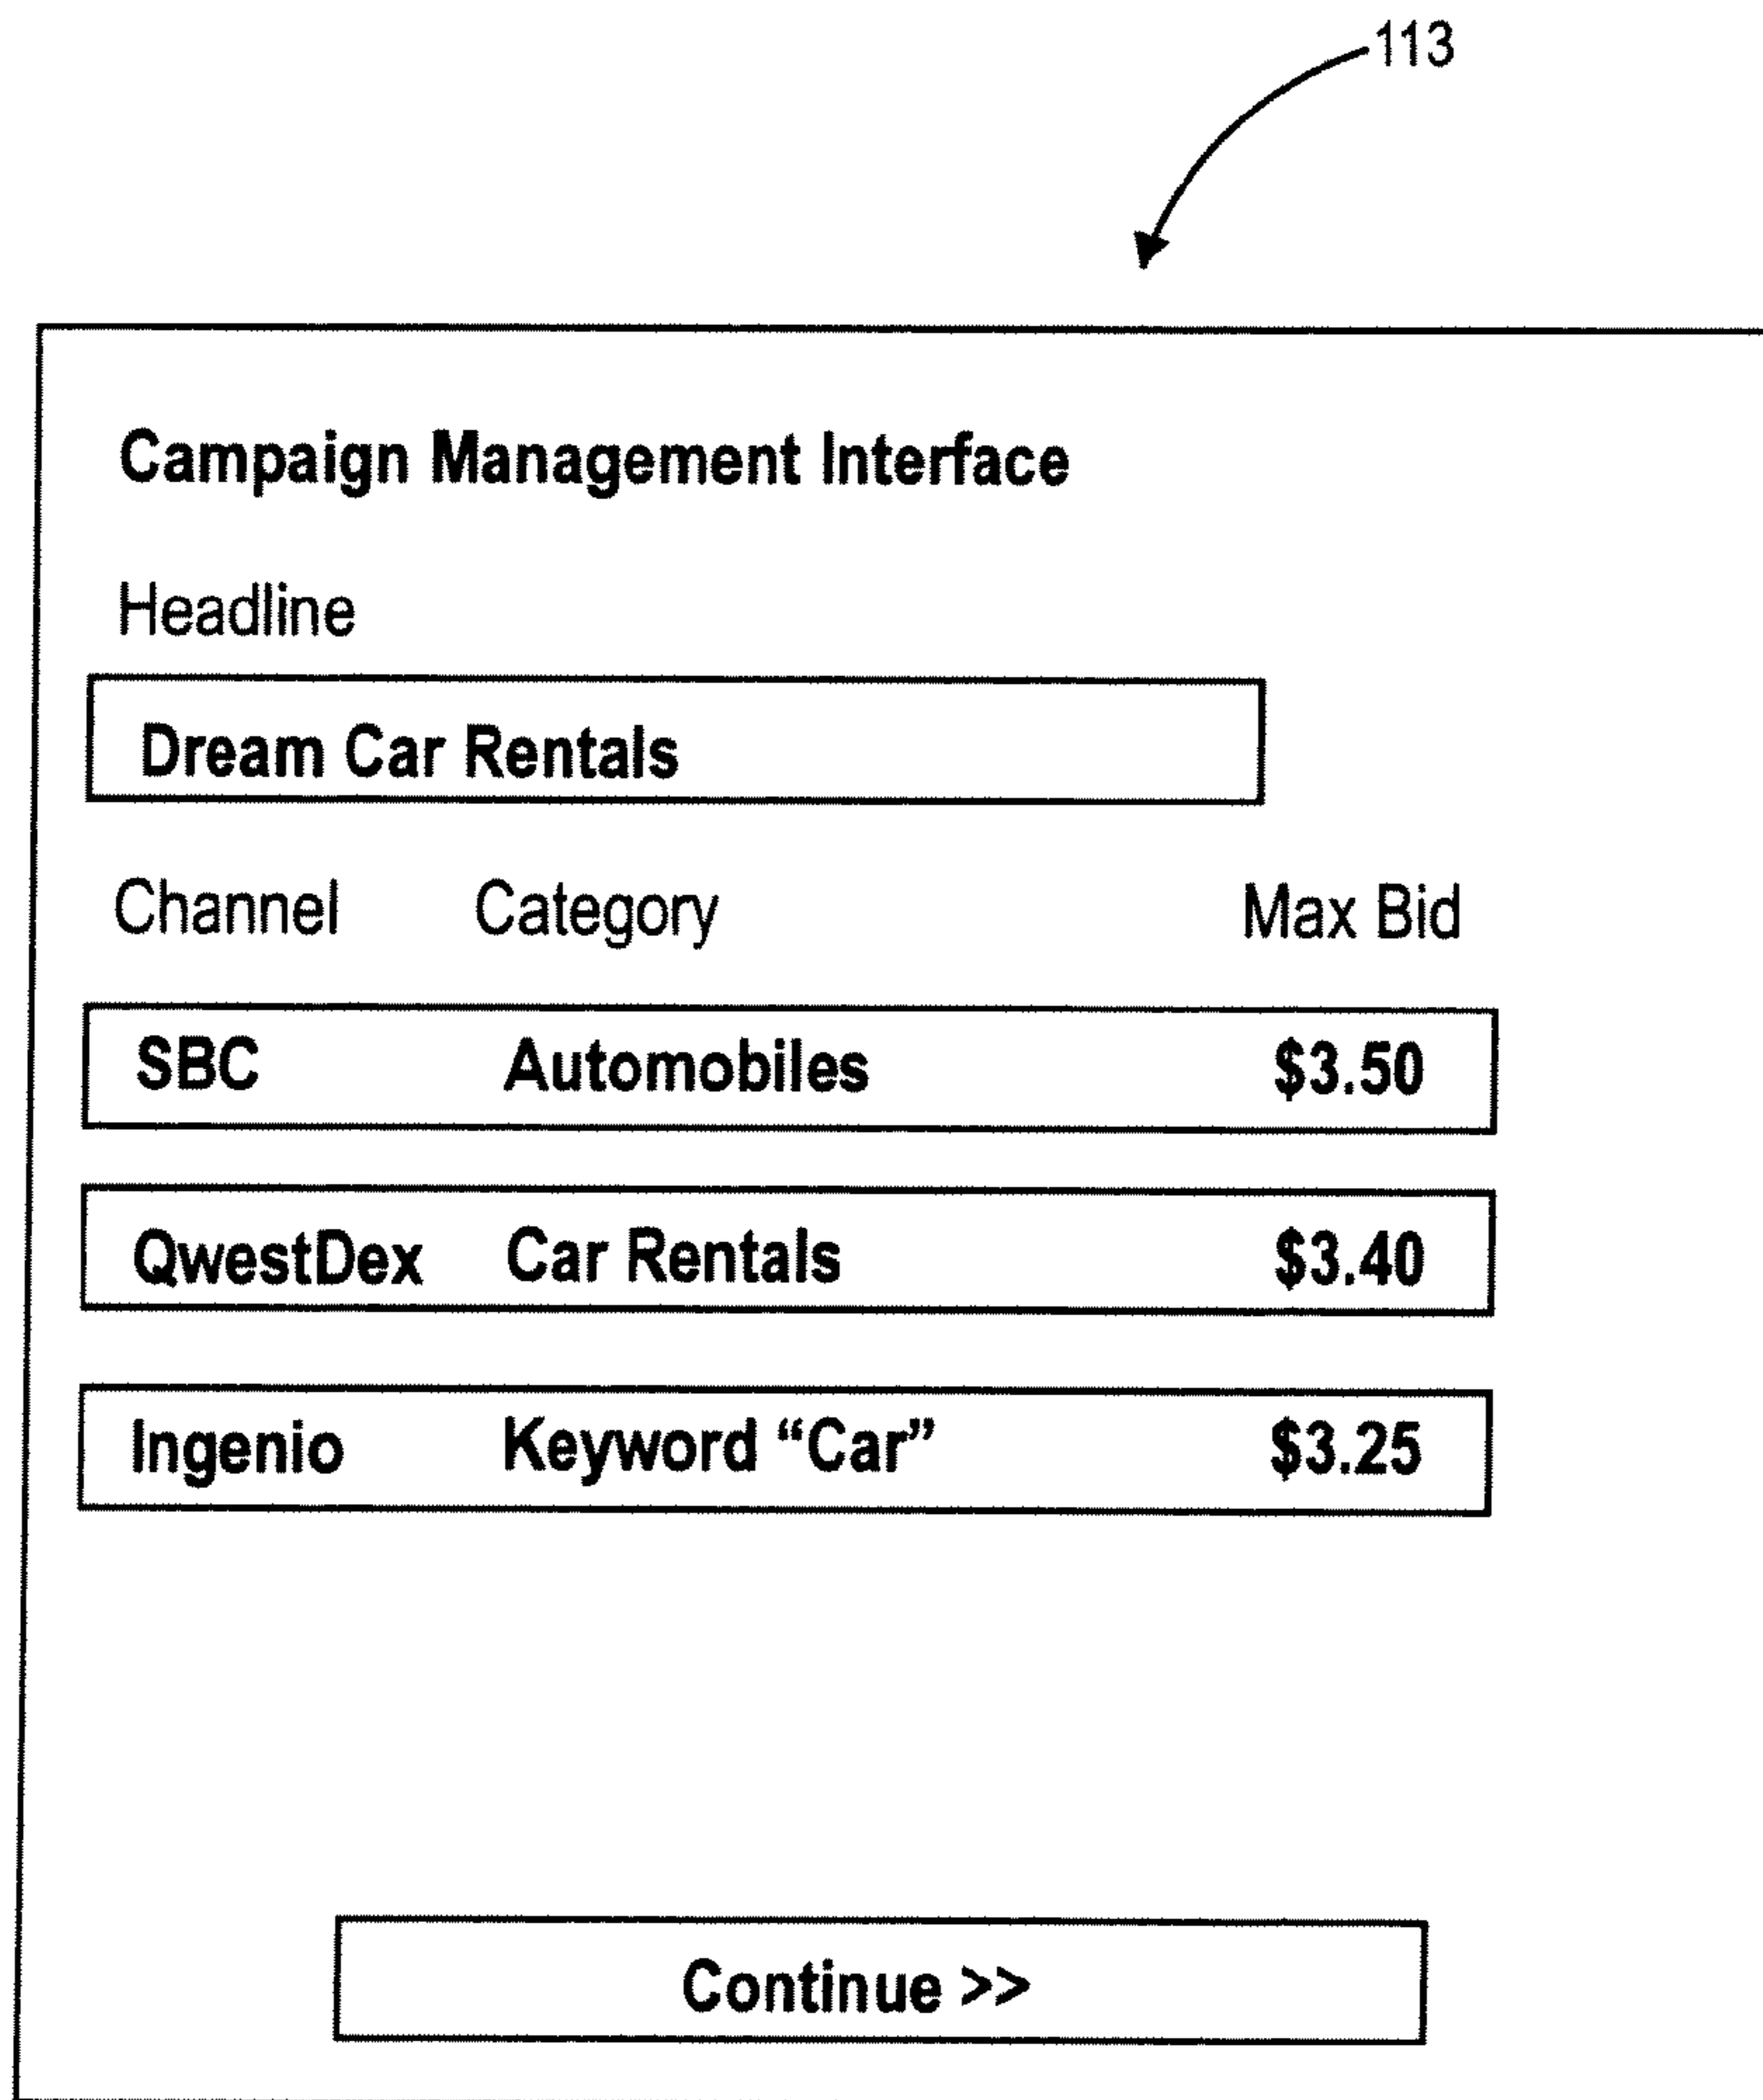 113
Campaign Management Interface
Headline
Dream Car Rentals
Channel Category Max Bid
SBC Automobiles $3.50
QwestDex Car Rentals $3.40
Ingenio Keyword “Car” $3.25
Continue >>